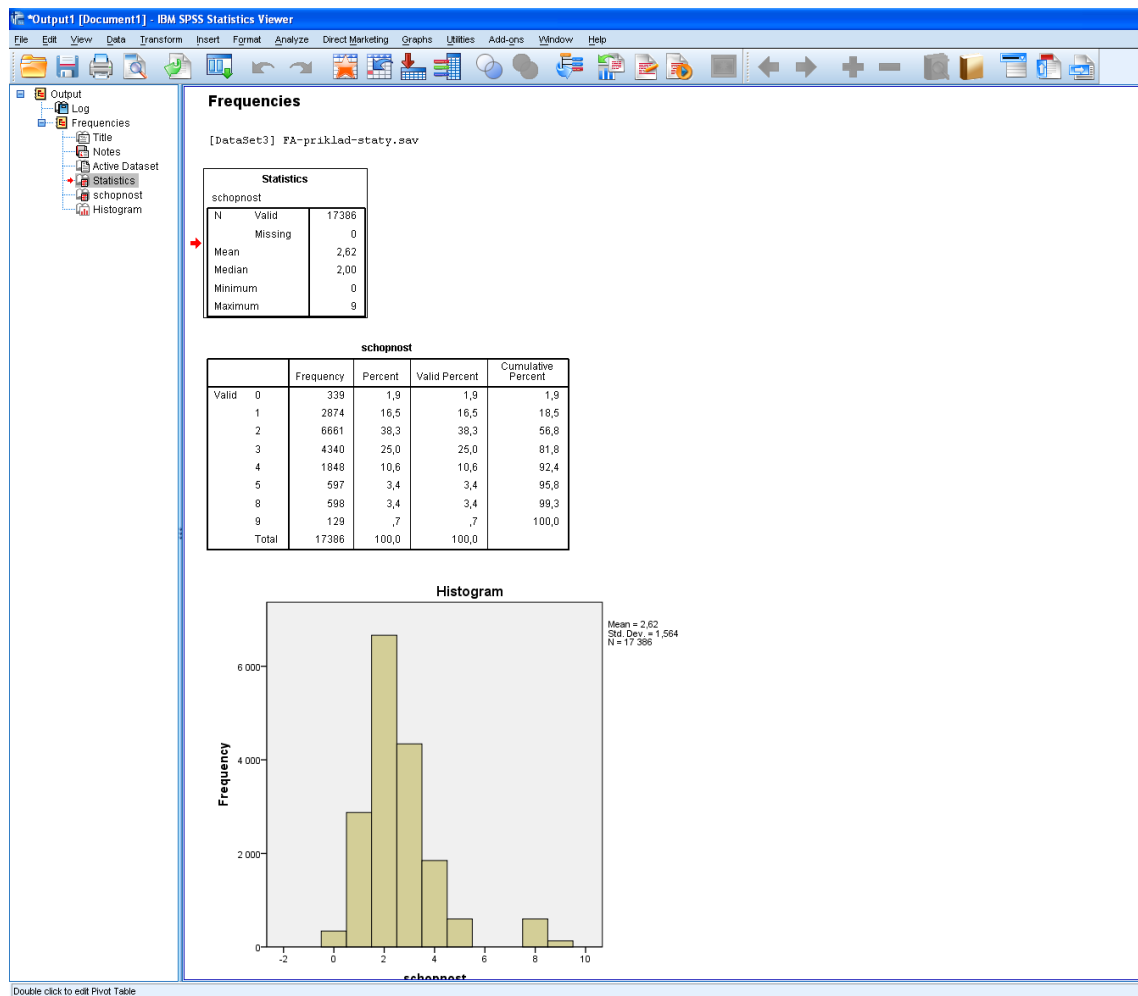 *Output1 [Document1] - IBM SPSS Statistics Viewer
File Edit View Data Transform Insert Format Analyze Direct Marketing Graphs Utilities Add-ons Window Help
Output
Log
Frequencies
Title
Notes
Active Dataset
Statistics
schopnost
Histogram
Frequencies
[DataSet3] FA-priklad-staty.sav
Statistics
schopnost
N Valid 17386
Missing 0
Mean 2,62
Median 2,00
Minimum 0
Maximum 9
schopnost
Frequency Percent Valid Percent Cumulative Percent
Valid 0 339 1,9 1,9 1,9
1 2874 16,5 16,5 18,5
2 6661 38,3 38,3 56,8
3 4340 25,0 25,0 81,8
4 1848 10,6 10,6 92,4
5 597 3,4 3,4 95,8
8 598 3,4 3,4 99,3
9 129 ,7 ,7 100,0
Total 17386 100,0 100,0
Histogram
Mean = 2,62
Std. Dev. = 1,564
N = 17 386
Frequency
6 000
4 000
2 000
0
-2 0 2 4 6 8 10
schopnost
Double click to edit Pivot Table